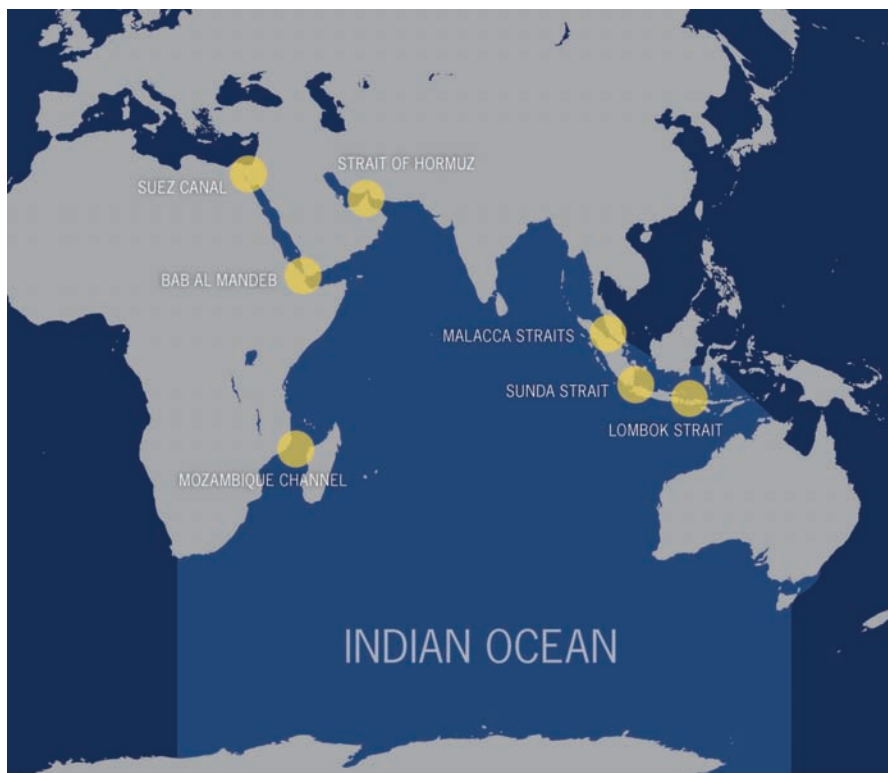 STRAIT OF HORMUZ
SUEZ CANAL
BAB AL MANDEB
MALACCA STRAITS
SUNDA STRAIT
LOMBOK STRAIT
MOZAMBIQUE CHANNEL
INDIAN OCEAN